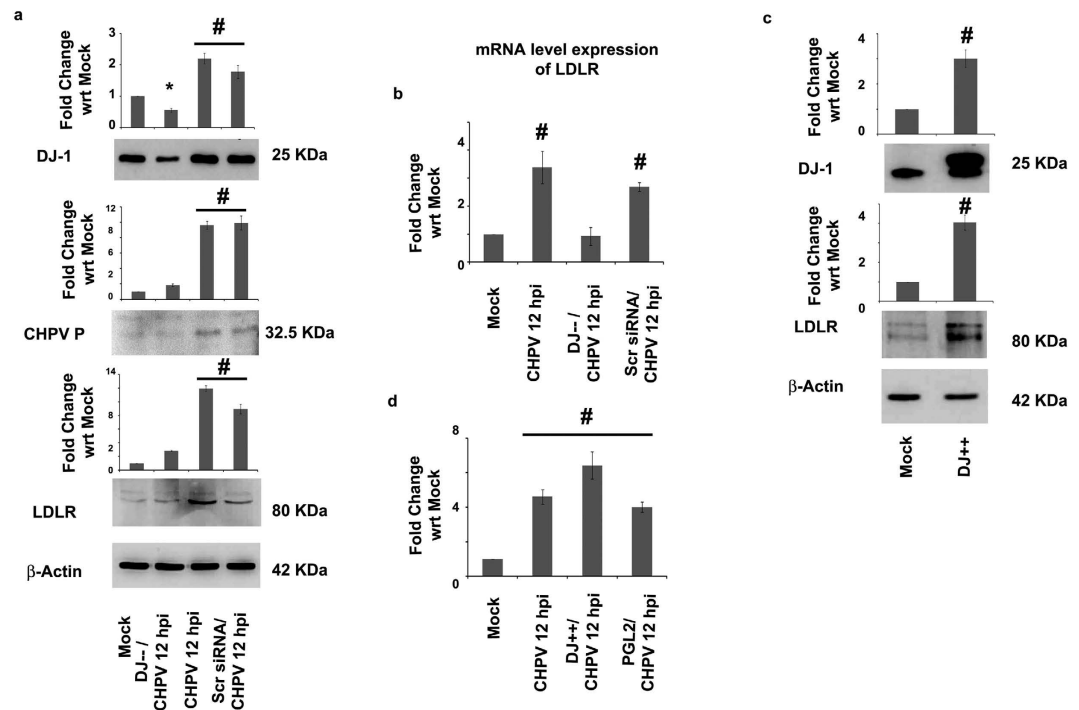 a
#
3
2
1
0
*
Fold Change
wrt Mock
DJ-1
25 KDa
#
12
8
6
4
2
0
Fold Change
wrt Mock
CHPV P
32.5 KDa
#
14
8
6
2
0
Fold Change
wrt Mock
LDLR
80 KDa
β-Actin
42 KDa
Mock
DJ-- /
CHPV 12 hpi
CHPV 12 hpi
Scr siRNA/
CHPV 12 hpi
mRNA level expression
of LDLR
b
#
#
4
2
0
Fold Change
wrt Mock
Mock
CHPV 12 hpi
DJ-- /
CHPV 12 hpi
Scr siRNA/
CHPV 12 hpi
d
#
8
6
4
2
0
Fold Change
wrt Mock
Mock
CHPV 12 hpi
DJ++/
CHPV 12 hpi
PGL2/
CHPV 12 hpi
c
#
4
2
0
Fold Change
wrt Mock
DJ-1
25 KDa
#
4
2
0
Fold Change
wrt Mock
LDLR
80 KDa
β-Actin
42 KDa
Mock
DJ++